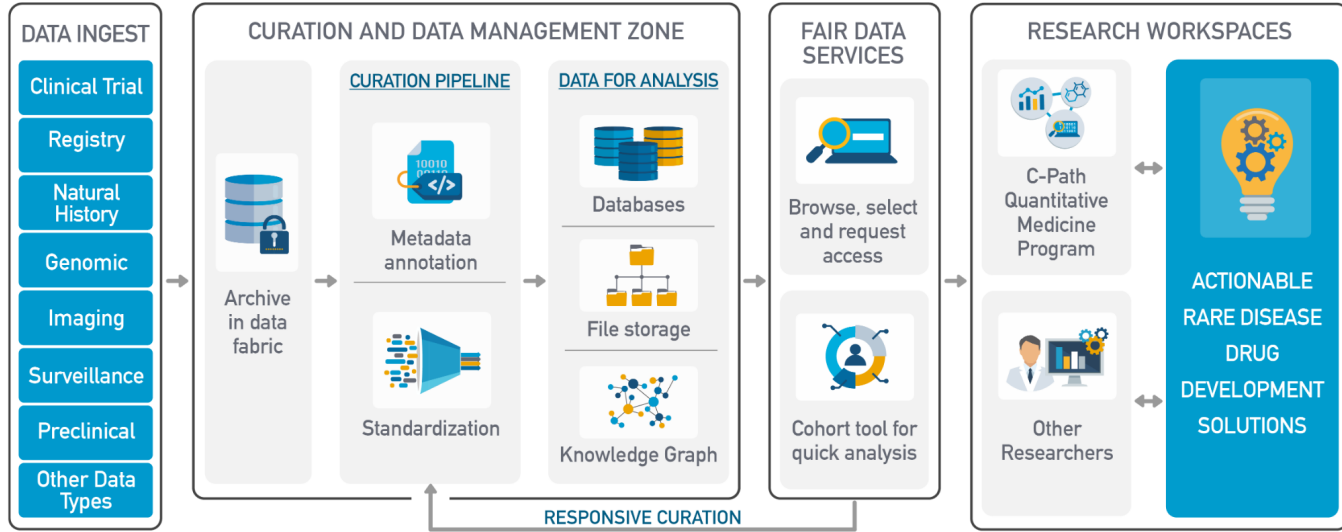 DATA INGEST
Clinical Trial
Registry
Natural
History
Genomic
Imaging
Surveillance
Preclinical
Other Data
Types
CURATION AND DATA MANAGEMENT ZONE
Archive
in data
fabric
CURATION PIPELINE
10010
00110
</>
Metadata
annotation
Standardization
DATA FOR ANALYSIS
Databases
File storage
Knowledge Graph
FAIR DATA
SERVICES
Browse, select
and request
access
Cohort tool for
quick analysis
RESPONSIVE CURATION
RESEARCH WORKSPACES
C-Path
Quantitative
Medicine
Program
Other
Researchers
ACTIONABLE
RARE DISEASE
DRUG
DEVELOPMENT
SOLUTIONS